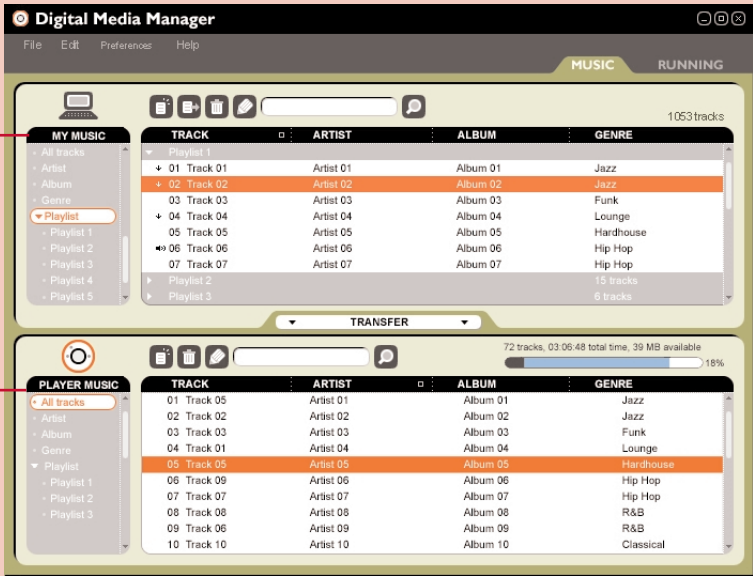 Digital Media Manager
File Edit Preferences Help
MUSIC RUNNING
1053 tracks
MY MUSIC
All tracks
Artist
Album
Genre
Playlist
Playlist 1
Playlist 2
Playlist 3
Playlist 4
Playlist 5
TRACK ARTIST ALBUM GENRE
Playlist 1
01 Track 01 Artist 01 Album 01 Jazz
02 Track 02 Artist 02 Album 02 Jazz
03 Track 03 Artist 03 Album 03 Funk
04 Track 04 Artist 04 Album 04 Lounge
05 Track 05 Artist 05 Album 05 Hardhouse
06 Track 06 Artist 06 Album 06 Hip Hop
07 Track 07 Artist 07 Album 07 Hip Hop
Playlist 2 15 tracks
Playlist 3 6 tracks
TRANSFER
72 tracks, 03:06:48 total time, 39 MB available
18%
PLAYER MUSIC
All tracks
Artist
Album
Genre
Playlist
Playlist 1
Playlist 2
Playlist 3
TRACK ARTIST ALBUM GENRE
01 Track 05 Artist 01 Album 01 Jazz
02 Track 02 Artist 02 Album 02 Jazz
03 Track 03 Artist 03 Album 03 Funk
04 Track 01 Artist 04 Album 04 Lounge
05 Track 05 Artist 05 Album 05 Hardhouse
06 Track 09 Artist 06 Album 06 Hip Hop
07 Track 07 Artist 07 Album 07 Hip Hop
08 Track 08 Artist 08 Album 08 R&B
09 Track 06 Artist 09 Album 09 R&B
10 Track 10 Artist 10 Album 10 Classical